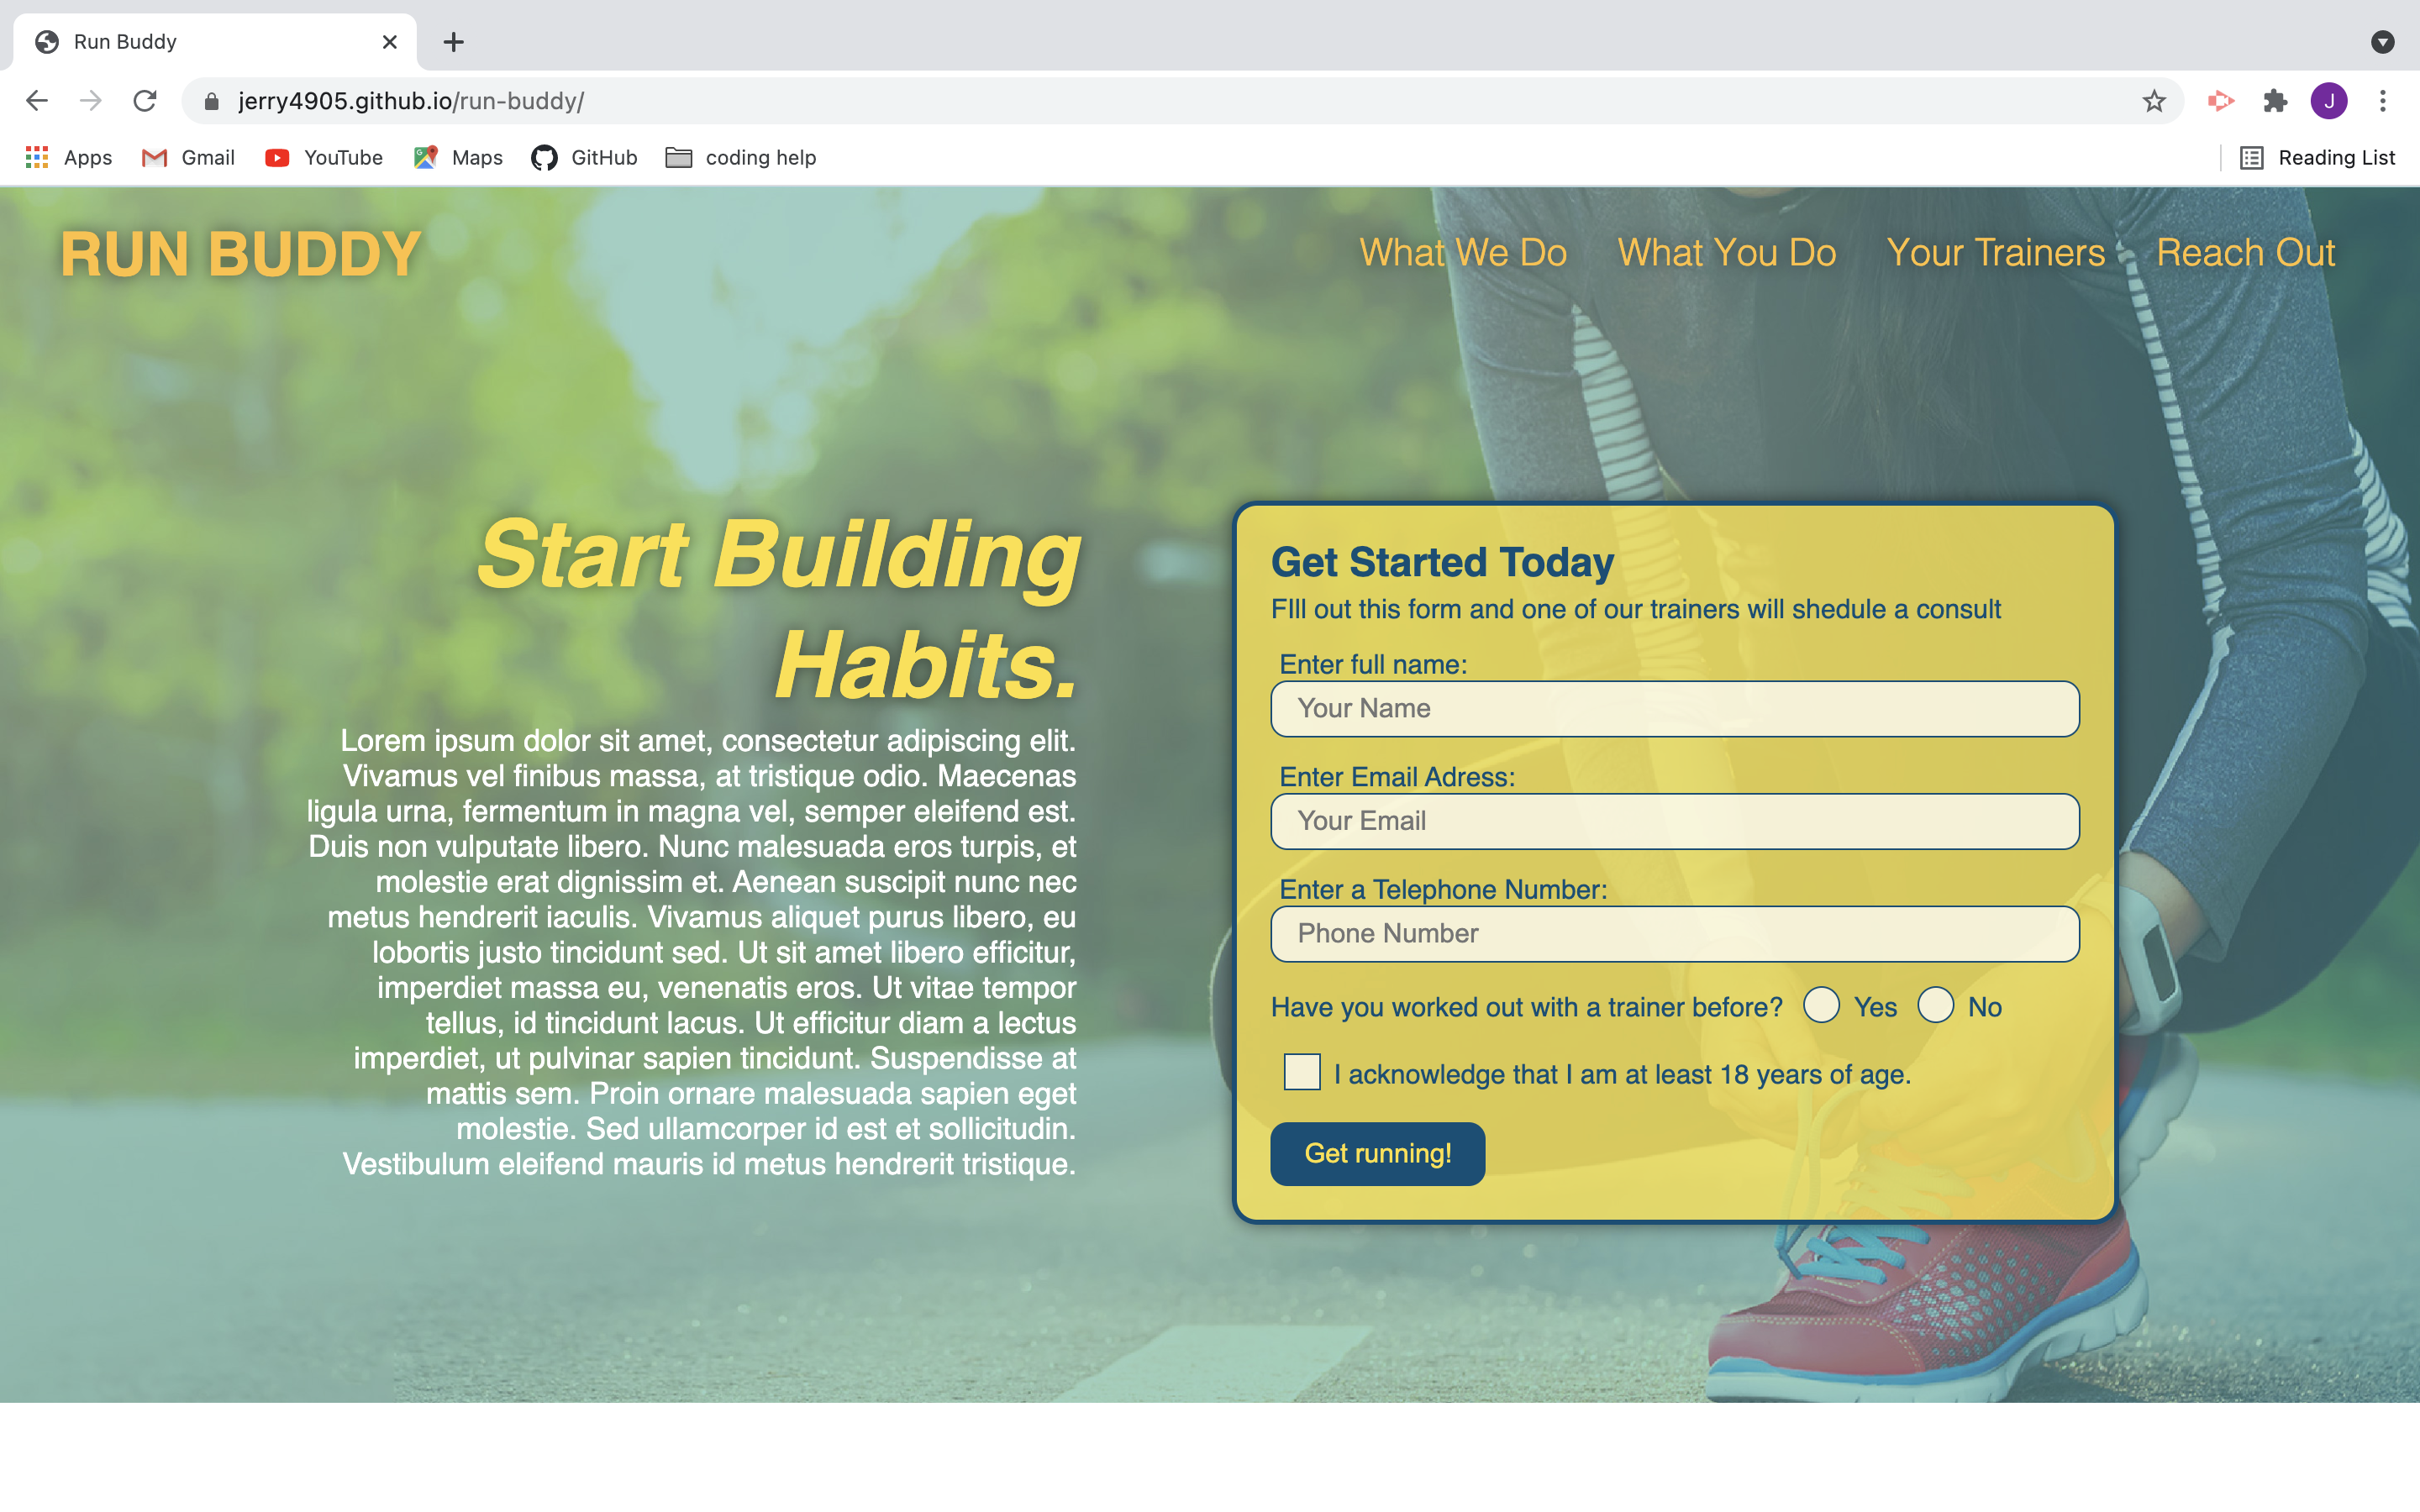 Run Buddy
jerry4905.github.io/run-buddy/
J
Apps Gmail YouTube Maps GitHub coding help Reading List
RUN BUDDY What We Do What You Do Your Trainers Reach Out
Start Building
Habits.
Lorem ipsum dolor sit amet, consectetur adipiscing elit.
Vivamus vel finibus massa, at tristique odio. Maecenas
ligula urna, fermentum in magna vel, semper eleifend est.
Duis non vulputate libero. Nunc malesuada eros turpis, et
molestie erat dignissim et. Aenean suscipit nunc nec
metus hendrerit iaculis. Vivamus aliquet purus libero, eu
lobortis justo tincidunt sed. Ut sit amet libero efficitur,
imperdiet massa eu, venenatis eros. Ut vitae tempor
tellus, id tincidunt lacus. Ut efficitur diam a lectus
imperdiet, ut pulvinar sapien tincidunt. Suspendisse at
mattis sem. Proin ornare malesuada sapien eget
molestie. Sed ullamcorper id est et sollicitudin.
Vestibulum eleifend mauris id metus hendrerit tristique.
Get Started Today
FIll out this form and one of our trainers will shedule a consult
Enter full name:
Your Name
Enter Email Adress:
Your Email
Enter a Telephone Number:
Phone Number
Have you worked out with a trainer before? Yes No
I acknowledge that I am at least 18 years of age.
Get running!